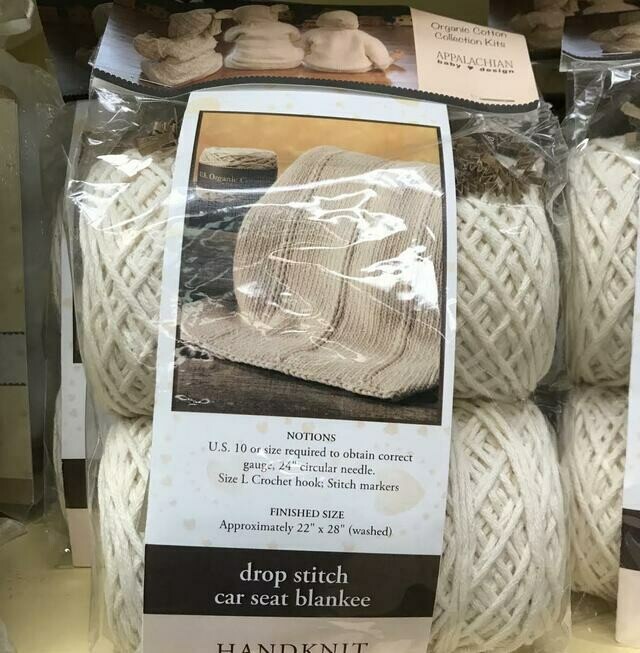 Organic Cotton
Collection Kits
APPALACHIAN
baby design
U.S. Organic
NOTIONS
U.S. 10 or size required to obtain correct
gauge, 24" circular needle.
Size L Crochet hook; Stitch markers
FINISHED SIZE
Approximately 22" x 28" (washed)
drop stitch
car seat blankee
HANDKNIT